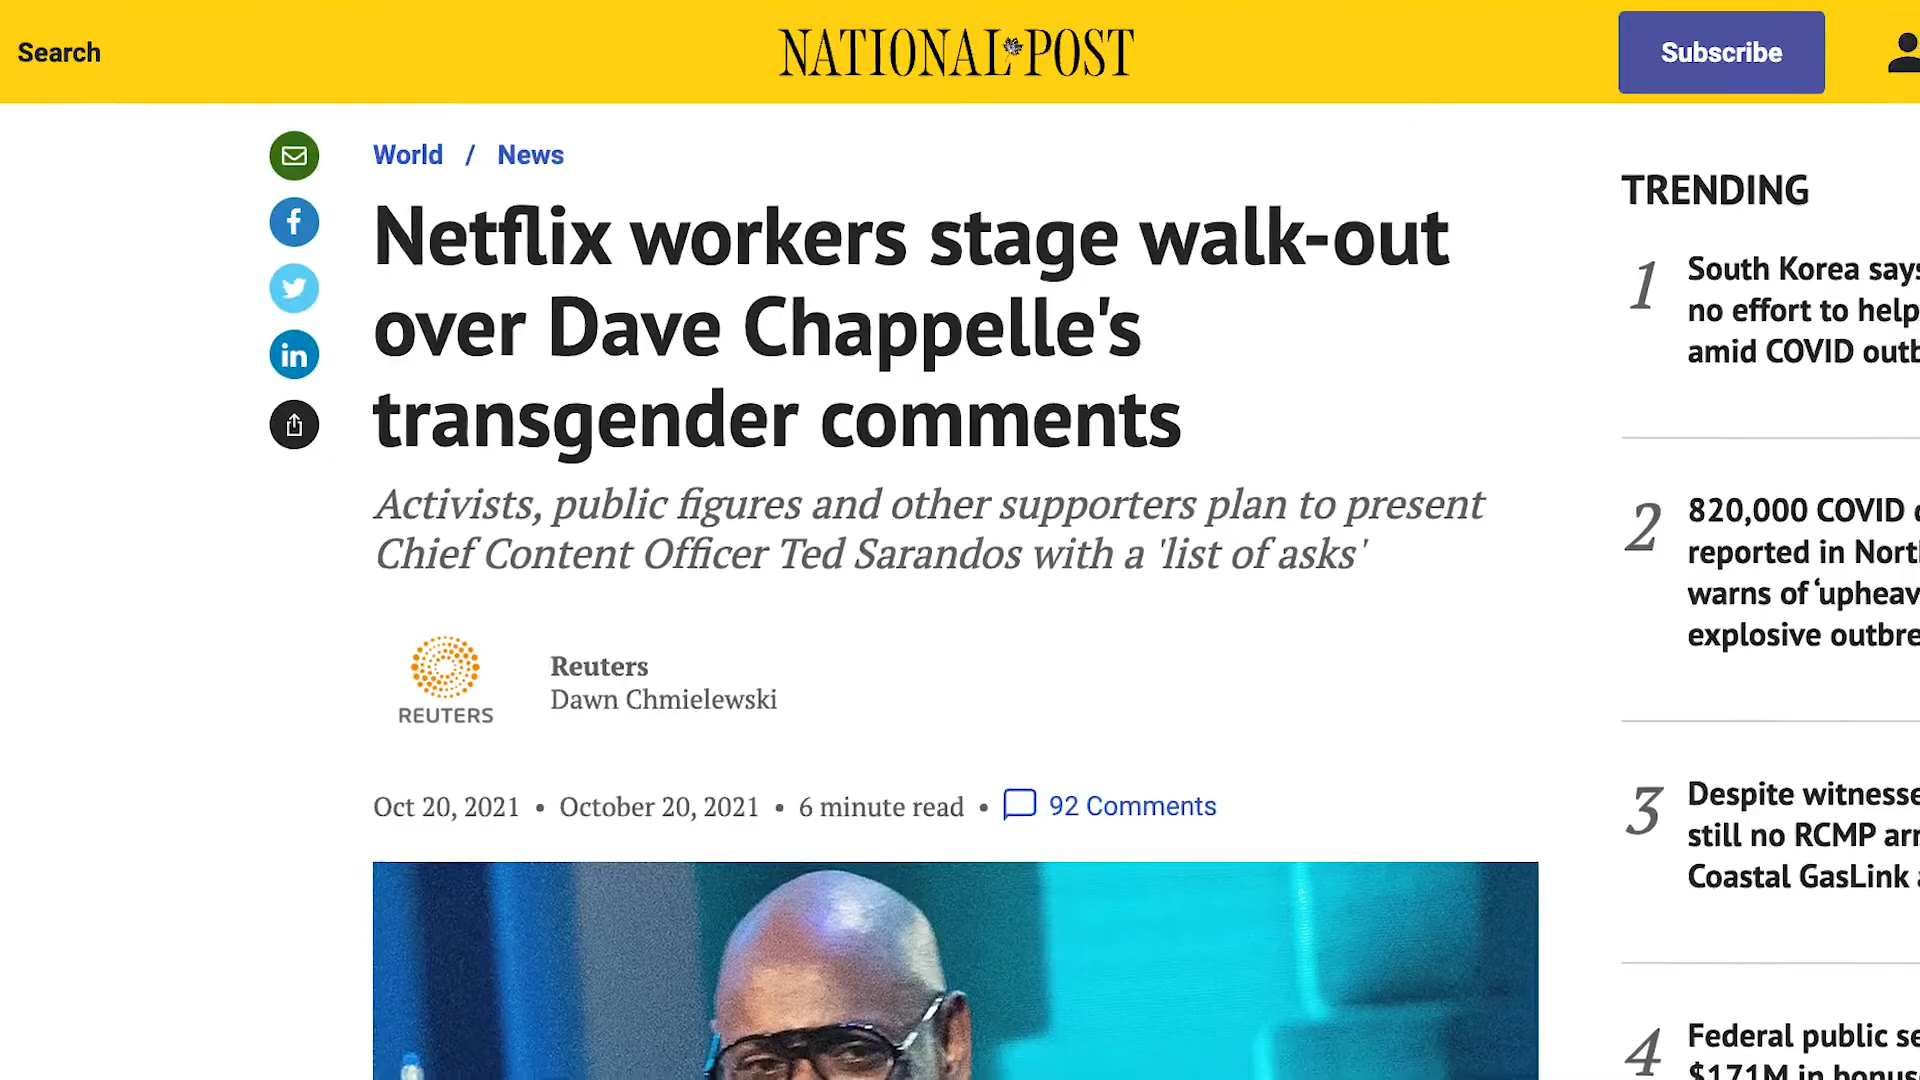 Search
NATIONAL POST
Subscribe
World / News
Netflix workers stage walk-out
over Dave Chappelle's
transgender comments
Activists, public figures and other supporters plan to present
Chief Content Officer Ted Sarandos with a 'list of asks'
REUTERS
Reuters
Dawn Chmielewski
Oct 20, 2021 • October 20, 2021 • 6 minute read • 92 Comments
TRENDING
1
South Korea says
no effort to help
amid COVID
2
820,000 COVID
reported in
warns of
explosive
3
Despite
still no RCMP
Coastal GasLink
4
Federal public
$171M in